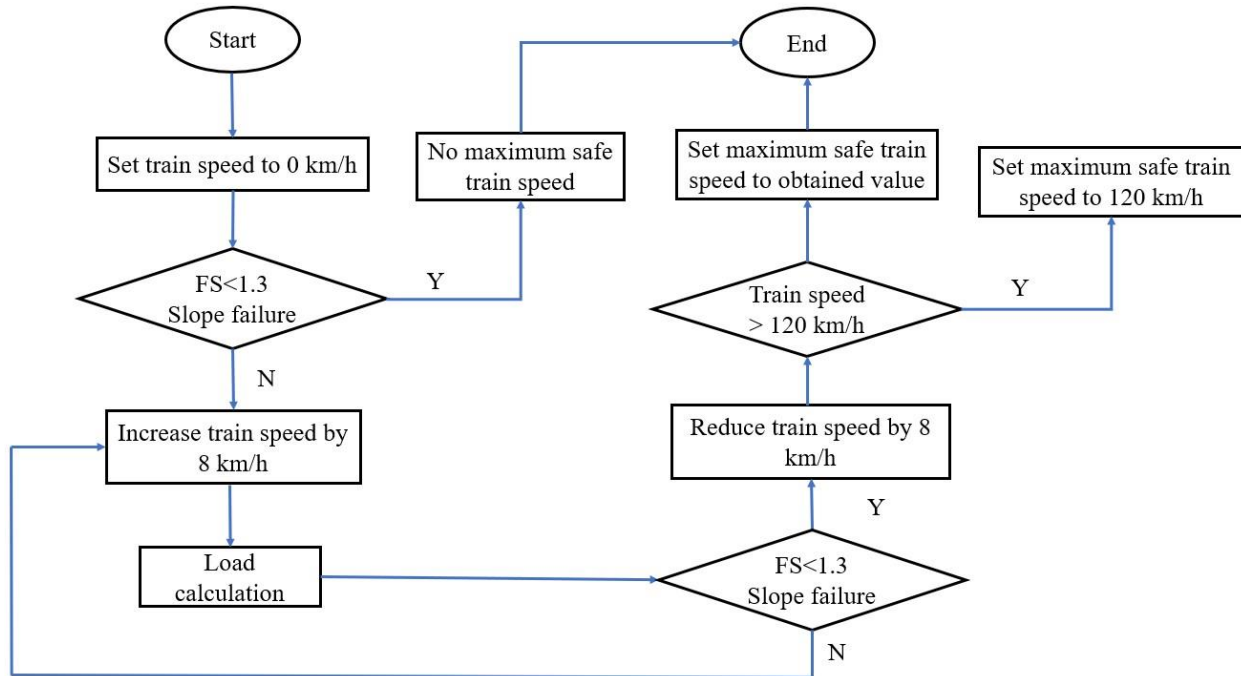 Start
Set train speed to 0 km/h
FS<1.3
Slope failure
Y
No maximum safe
train speed
N
Increase train speed by
8 km/h
Load
calculation
FS<1.3
Slope failure
N
Y
Reduce train speed by 8
km/h
Train speed
> 120 km/h
Y
Set maximum safe train
speed to 120 km/h
Set maximum safe train
speed to obtained value
End